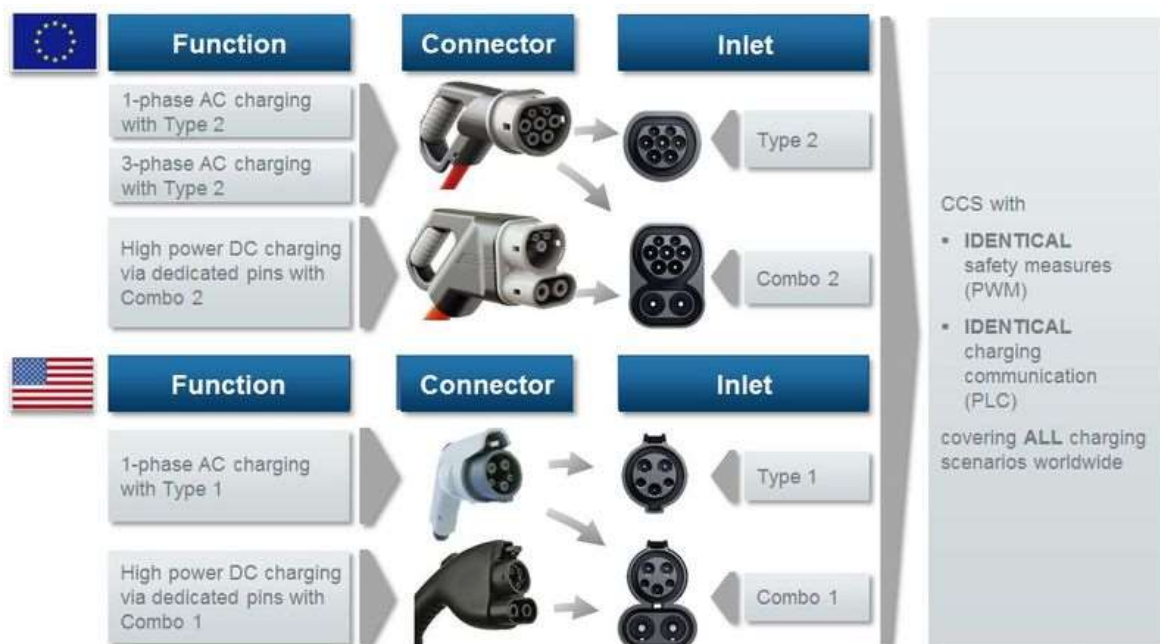 Function
Connector
Inlet
1-phase AC charging
with Type 2
3-phase AC charging
with Type 2
Type 2
High power DC charging
via dedicated pins with
Combo 2
Combo 2
Function
Connector
Inlet
1-phase AC charging
with Type 1
Type 1
High power DC charging
via dedicated pins with
Combo 1
Combo 1
CCS with
▪ IDENTICAL
safety measures
(PWM)
▪ IDENTICAL
charging
communication
(PLC)
covering ALL charging
scenarios worldwide